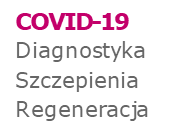 COVID-19
Diagnostyka
Szczepienia
Regeneracja